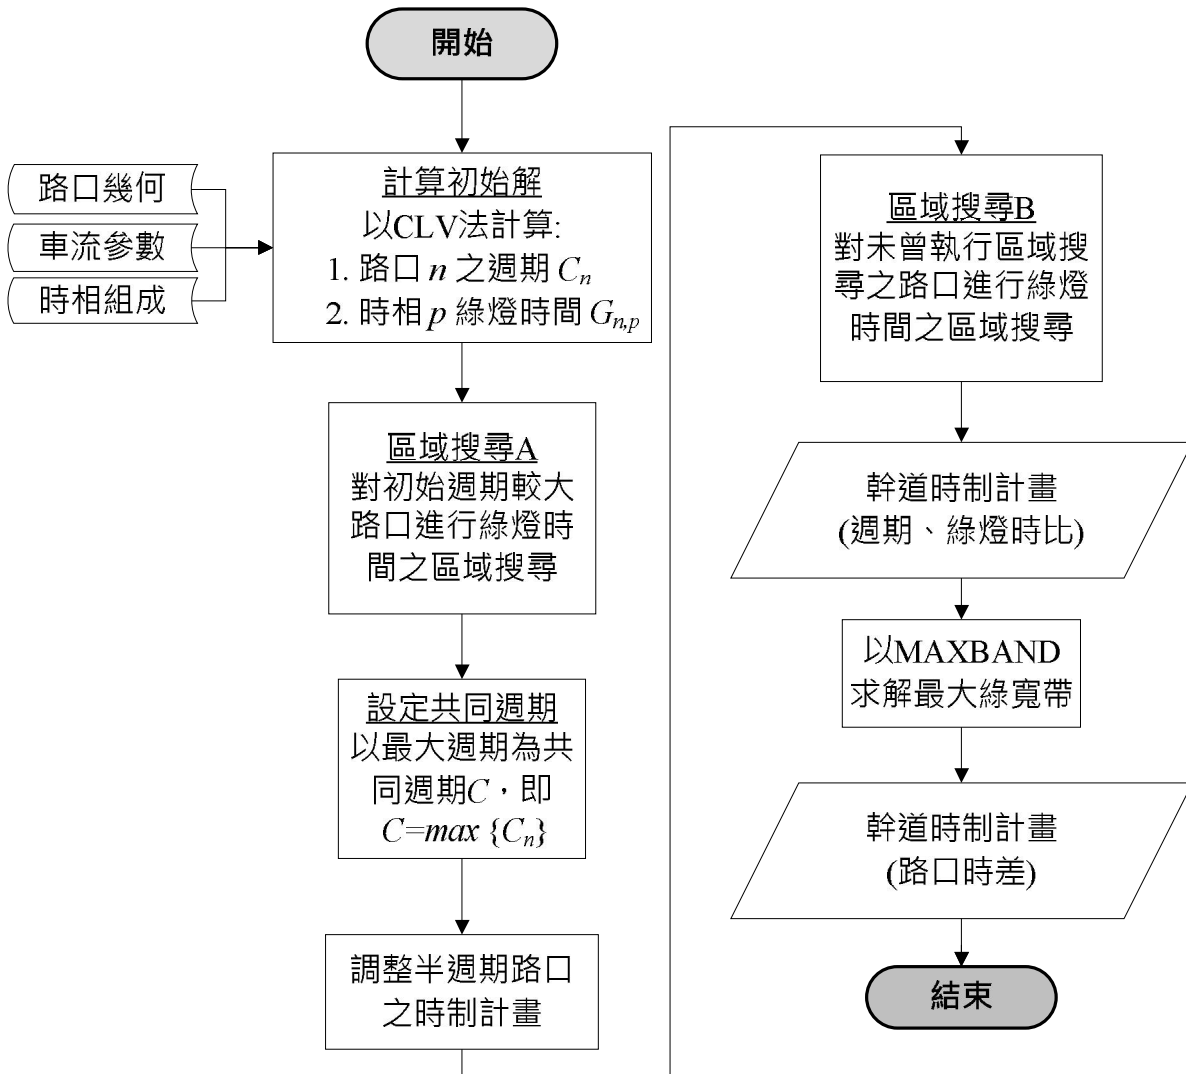 開始
路口幾何
車流參數
時相組成
計算初始解
以CLV法計算:
1. 路口 n 之週期 Cn
2. 時相 p 綠燈時間 Gn,p
區域搜尋A
對初始週期較大
路口進行綠燈時
間之區域搜尋
設定共同週期
以最大週期為共
同週期C，即
C=max {Cn}
調整半週期路口
之時制計畫
區域搜尋B
對未曾執行區域搜
尋之路口進行綠燈
時間之區域搜尋
幹道時制計畫
(週期、綠燈時比)
以MAXBAND
求解最大綠寬帶
幹道時制計畫
(路口時差)
結束